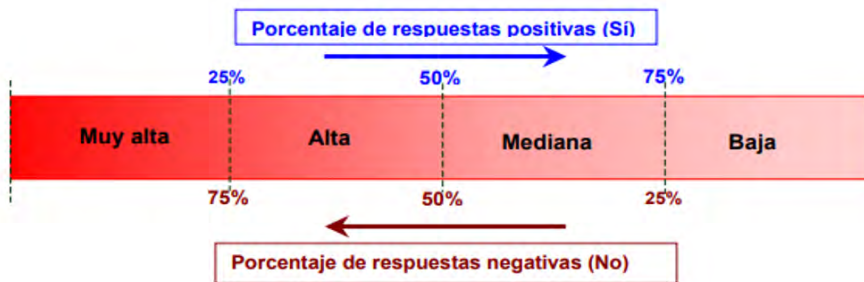 Porcentaje de respuestas positivas (Sí)
25% 50% 75%
Muy alta Alta Mediana Baja
75% 50% 25%
Porcentaje de respuestas negativas (No)